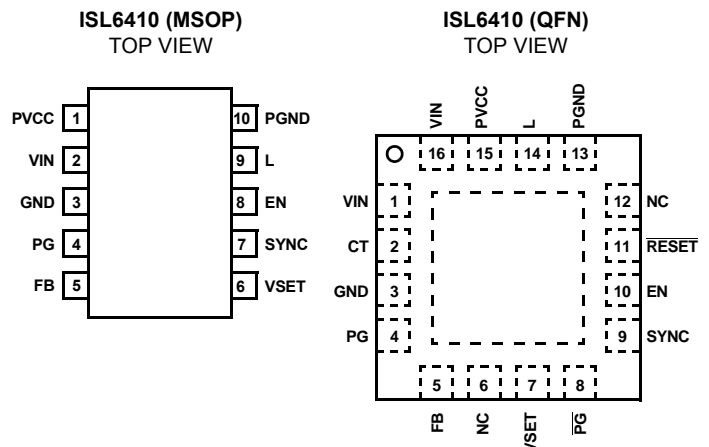 ISL6410 (MSOP)
TOP VIEW
PVCC 1 10 PGND
VIN 2 9 L
GND 3 8 EN
PG 4 7 SYNC
FB 5 6 VSET
ISL6410 (QFN)
TOP VIEW
VIN PVCC L PGND
16 15 14 13
VIN 1 12 NC
CT 2 11 RESET
GND 3 10 EN
PG 4 9 SYNC
5 6 7 8
FB NC VSET PG